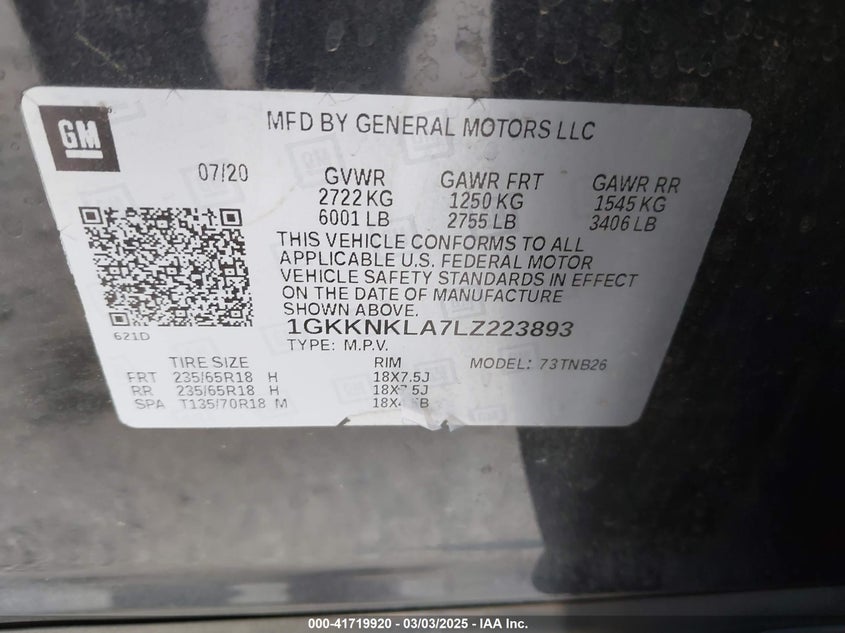 GM
MFD BY GENERAL MOTORS LLC
07/20
GVWR GAWR FRT GAWR RR
2722 KG 1250 KG 1545 KG
6001 LB 2755 LB 3406 LB
THIS VEHICLE CONFORMS TO ALL
APPLICABLE U.S. FEDERAL MOTOR
VEHICLE SAFETY STANDARDS IN EFFECT
ON THE DATE OF MANUFACTURE
SHOWN ABOVE.
621D
1GKKNKLA7LZ223893
TYPE: M.P.V.
TIRE SIZE RIM MODEL: 73TNB26
FRT 235/65R18 H 18X7.5J
RR 235/65R18 H
SPA T135/70R18 M
000-41719920 - 03/03/2025 - © IAA Inc.